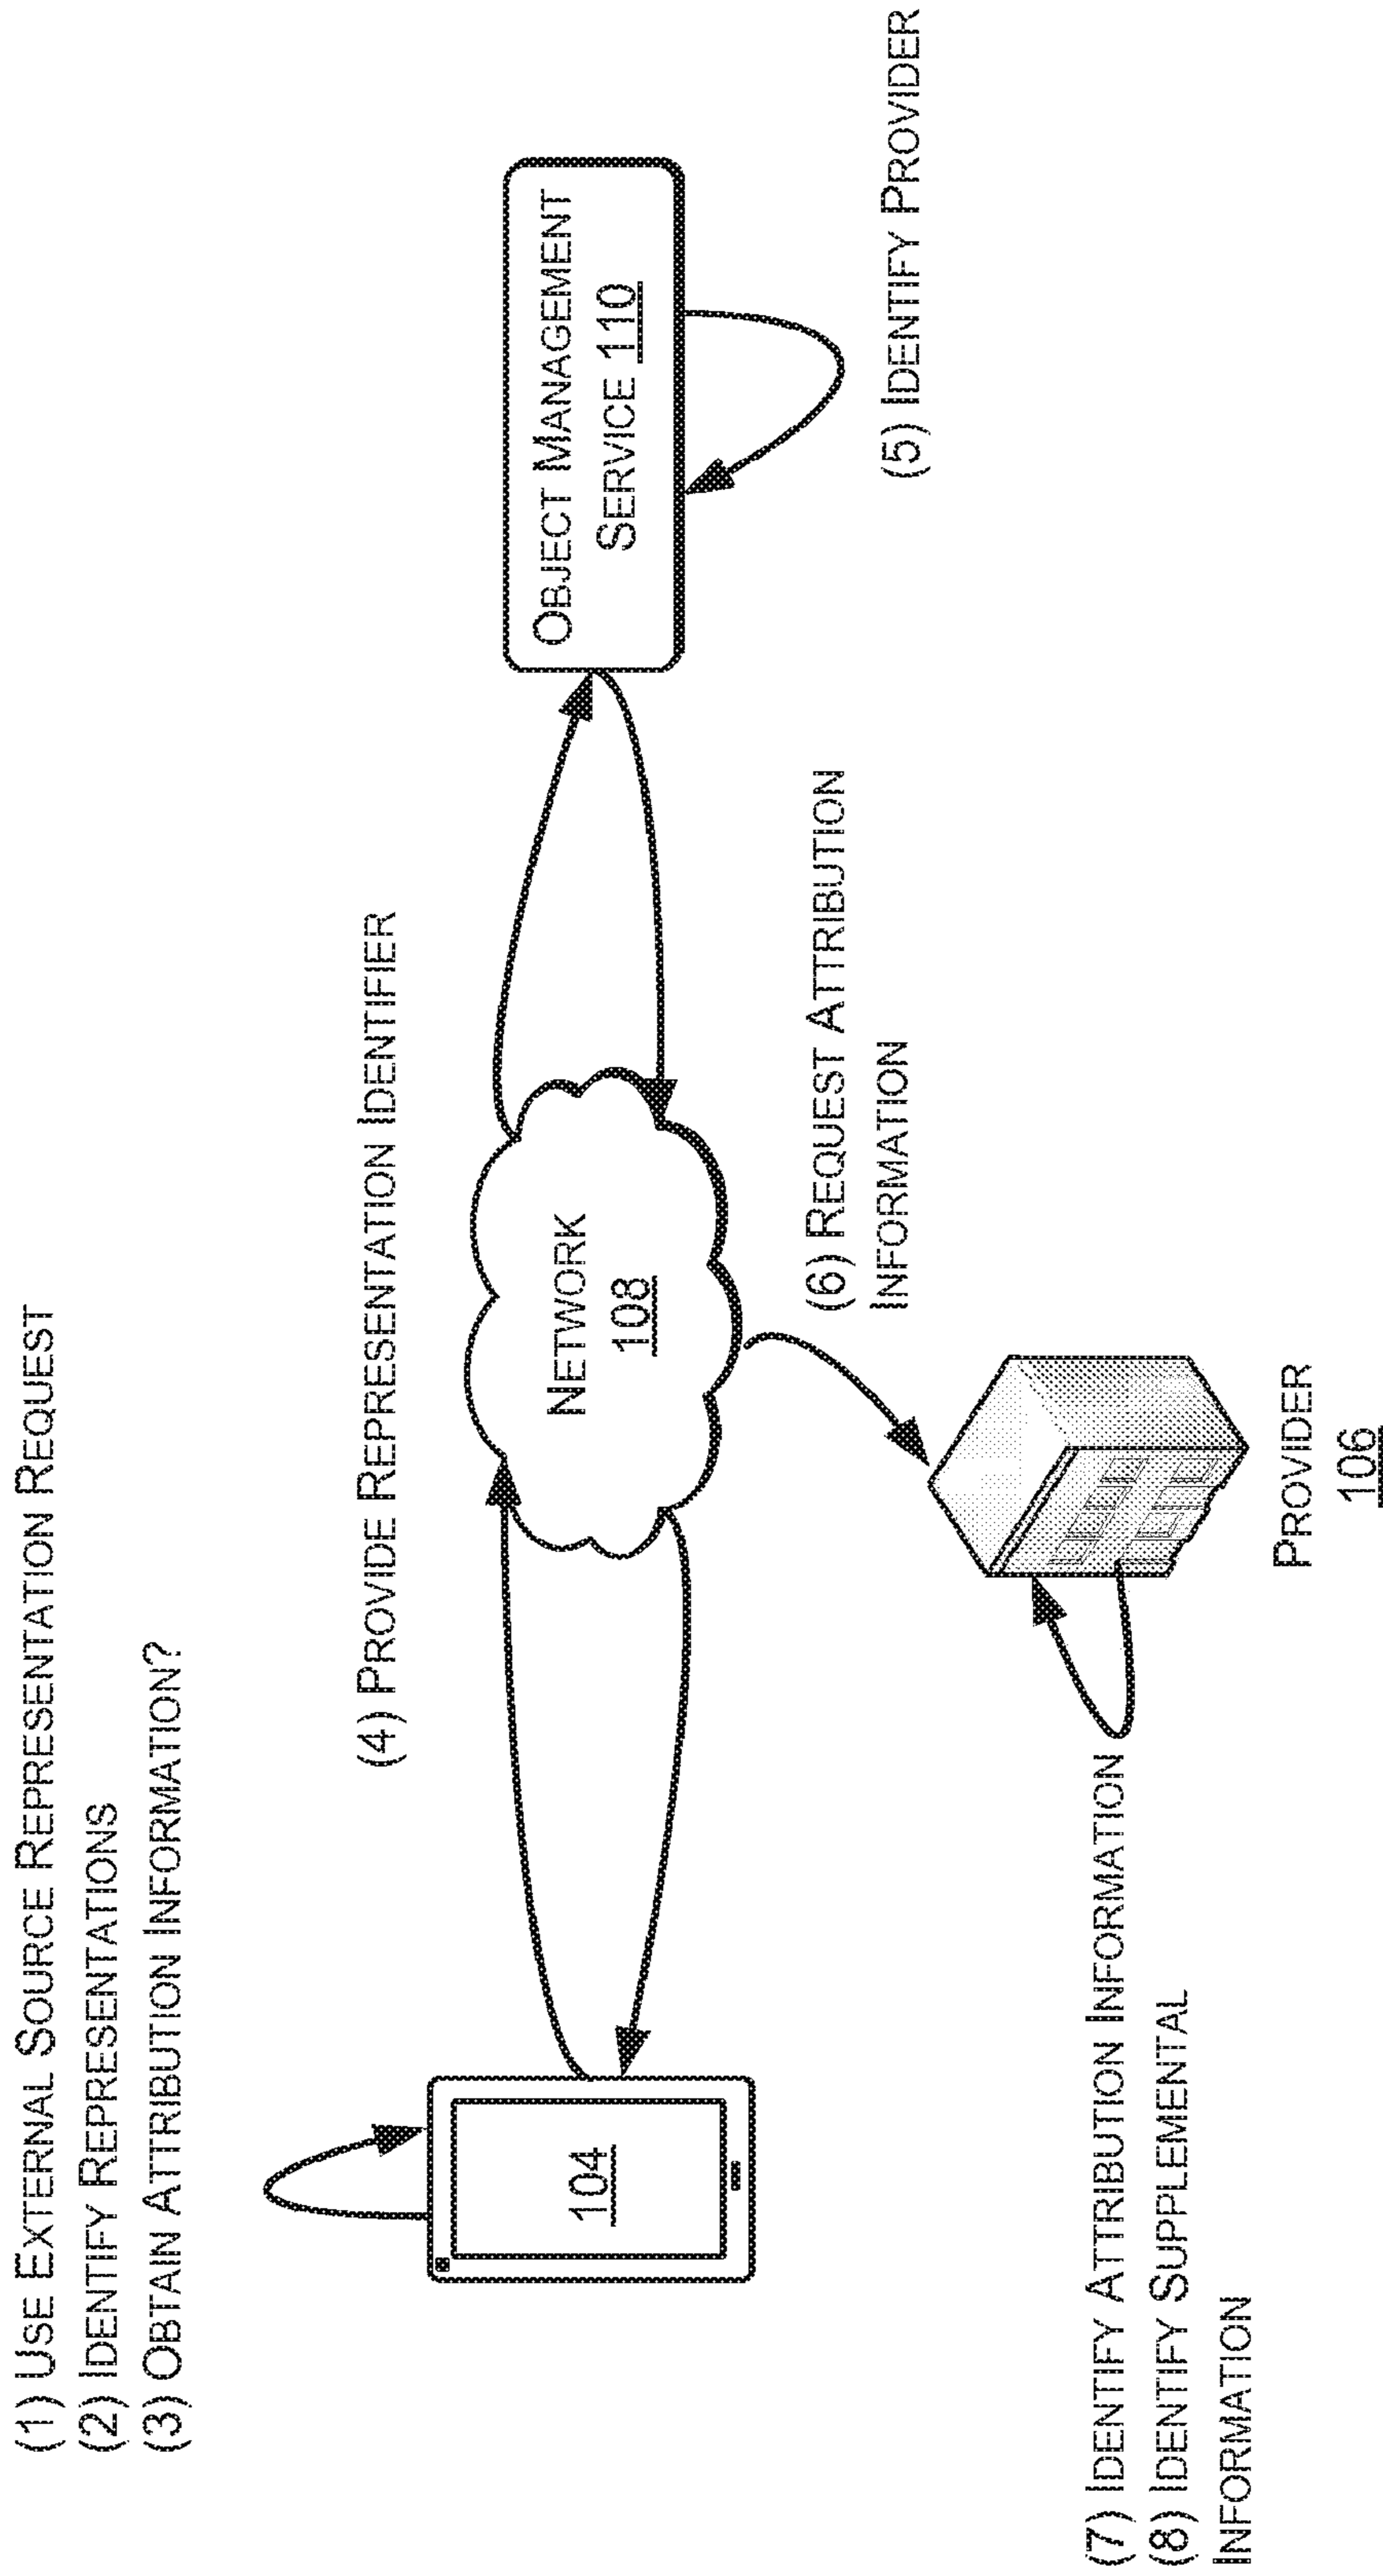 (1) USE EXTERNAL SOURCE REPRESENTATION REQUEST
(2) IDENTIFY REPRESENTATIONS
(3) OBTAIN ATTRIBUTION INFORMATION?
(4) PROVIDE REPRESENTATION IDENTIFIER
104
NETWORK
108
OBJECT MANAGEMENT
SERVICE 110
(5) IDENTIFY PROVIDER
(6) REQUEST ATTRIBUTION
INFORMATION
(7) IDENTIFY ATTRIBUTION INFORMATION
(8) IDENTIFY SUPPLEMENTAL
INFORMATION
PROVIDER
106